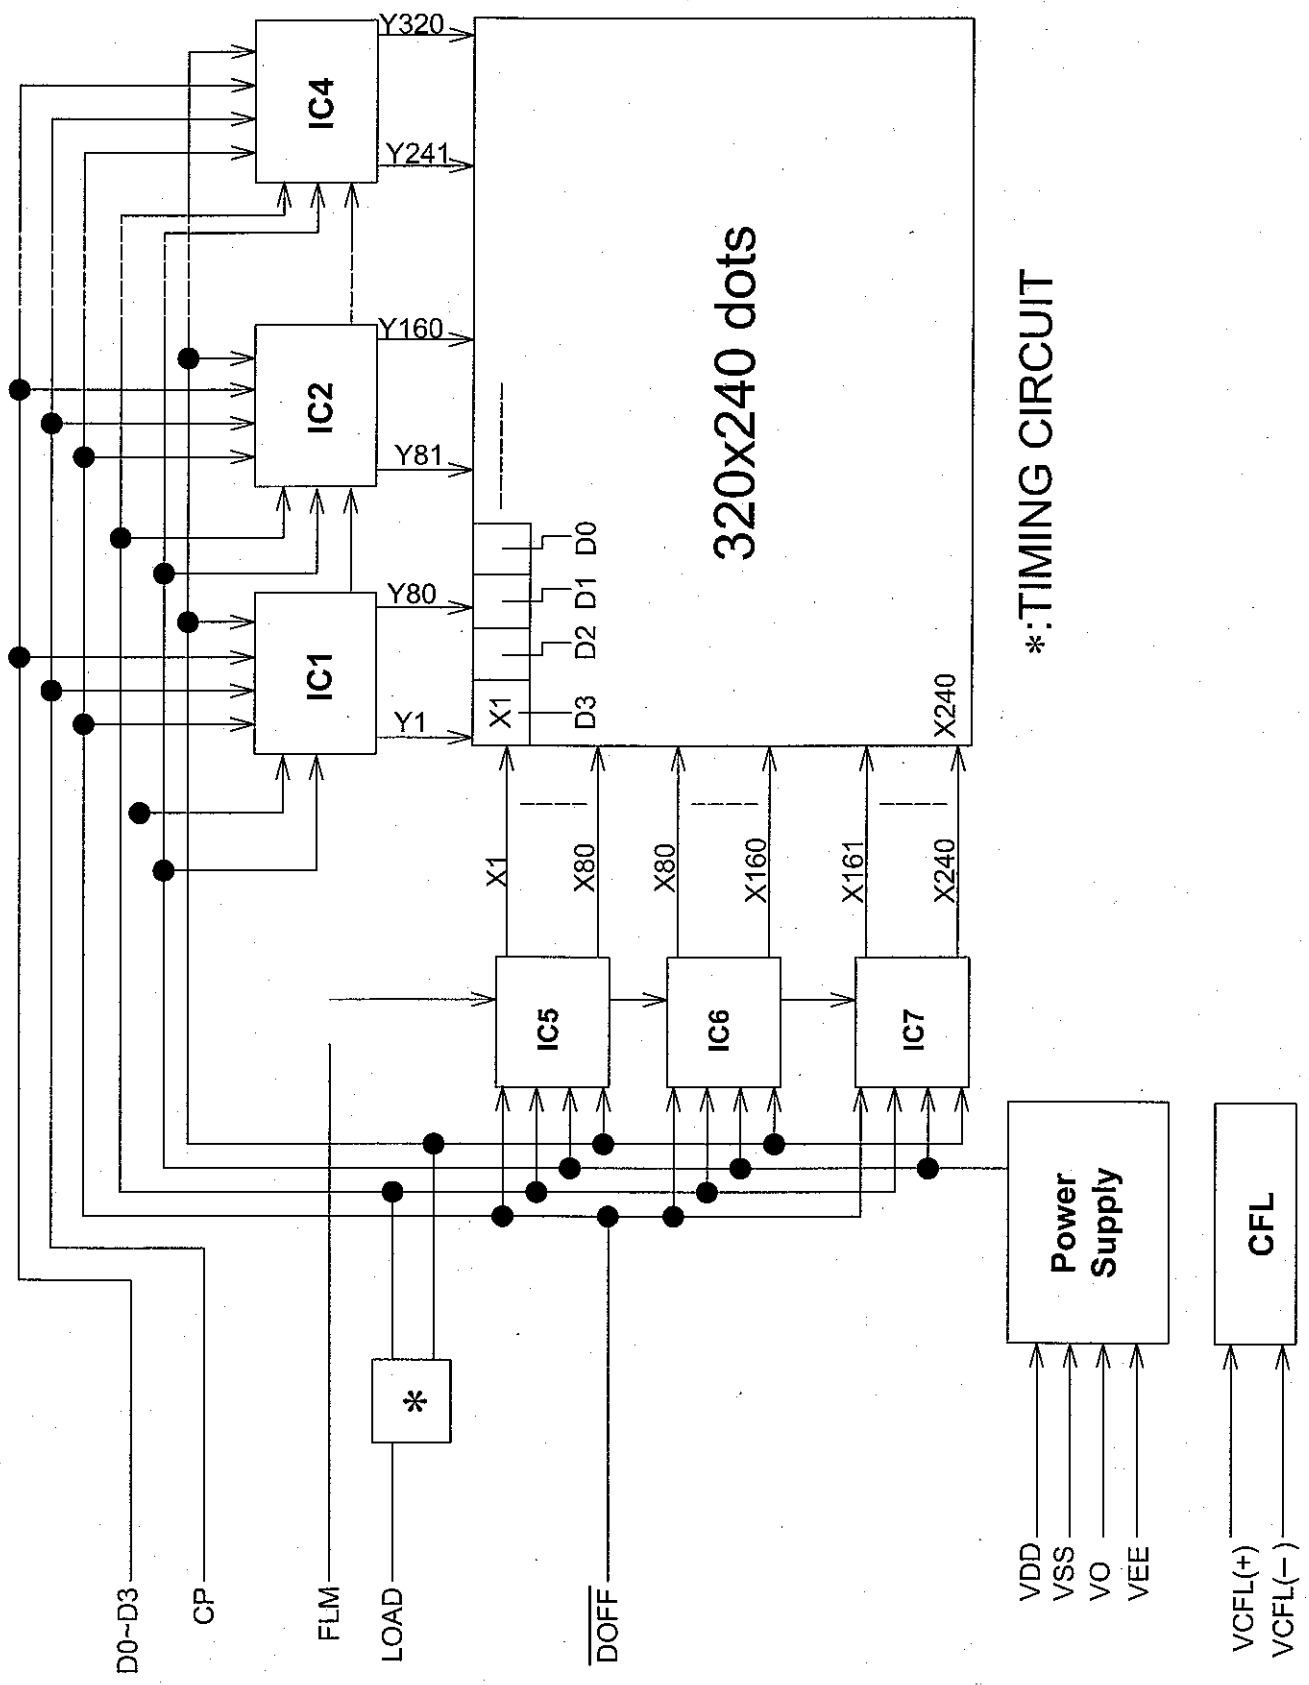 D0~D3
CP
FLM
LOAD
DOFF
VDD
VSS
VO
VEE
VCFL(+)
VCFL(−)
*
Power
Supply
CFL
IC5
IC6
IC7
X1
X80
X80
X160
X161
X240
IC1
IC2
IC4
Y1
Y80
Y81
Y160
Y241
Y320
X1
D3
D2
D1
D0
X240
320x240 dots
*:TIMING CIRCUIT